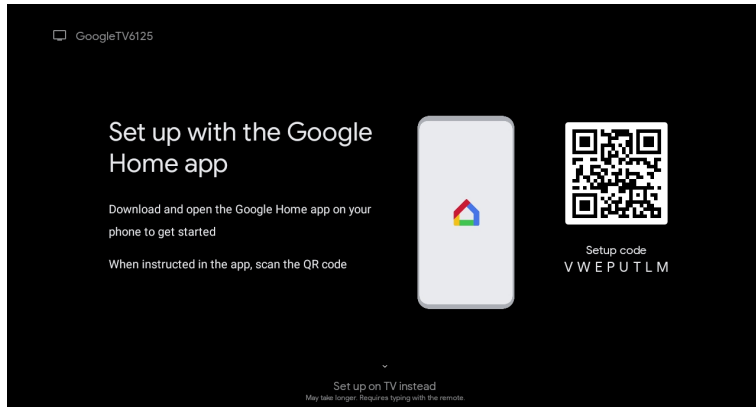 GoogleTV6125
Set up with the Google
Home app
Download and open the Google Home app on your
phone to get started
When instructed in the app, scan the QR code
Setup code
VWEPUTLM
Set up on TV instead
May take longer. Requires typing with the remote.